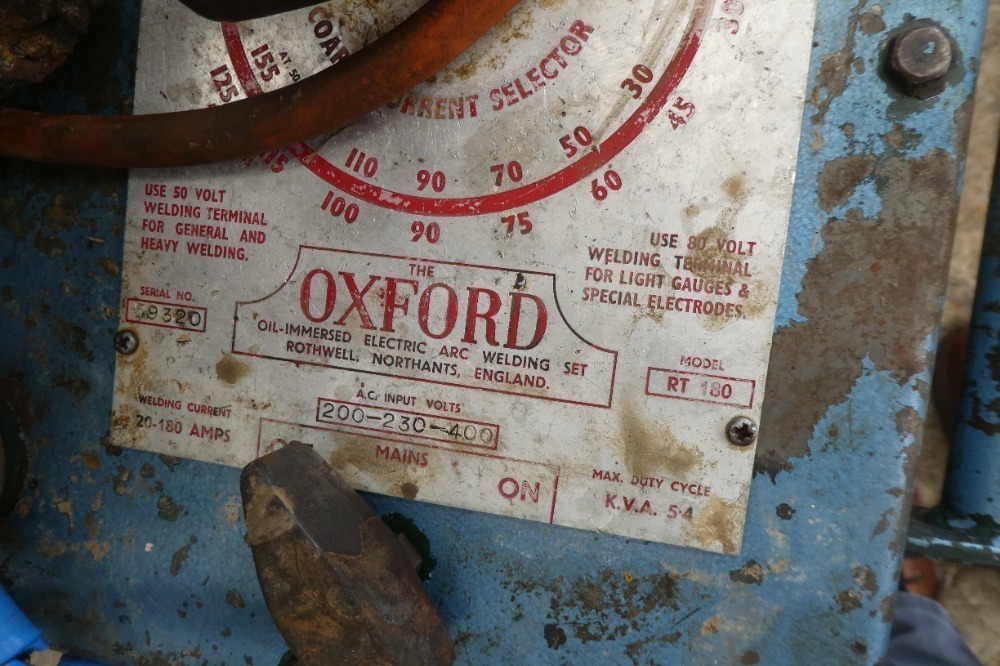 155
AT 50
125
CURRENT SELECTOR
30
45
50
60
70
75
90
90
110
100
USE 50 VOLT
WELDING TERMINAL
FOR GENERAL AND
HEAVY WELDING.
USE 80 VOLT
WELDING TERMINAL
FOR LIGHT GAUGES &
SPECIAL ELECTRODES.
THE
OXFORD
OIL-IMMERSED ELECTRIC ARC WELDING SET
ROTHWELL, NORTHANTS, ENGLAND.
SERIAL NO.
59320
MODEL
RT 180
WELDING CURRENT
20-180 AMPS
A.C. INPUT VOLTS
200-230-400
MAINS
ON
MAX. DUTY CYCLE
K.V.A. 5·4